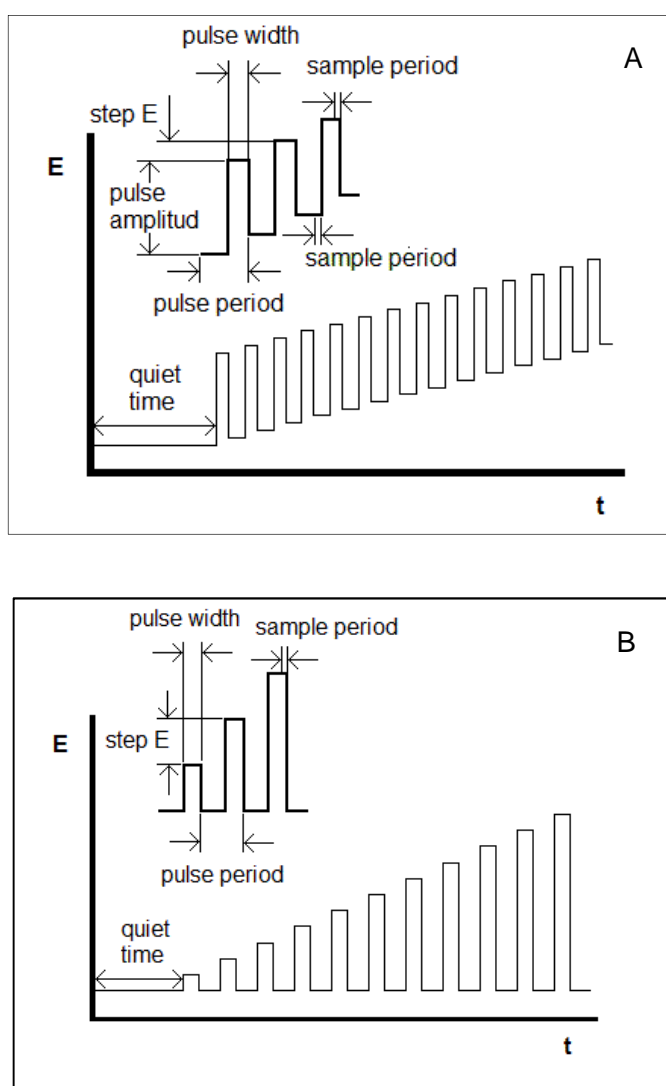 pulse width
A
sample period
step E
E
pulse
amplitud
sample period
pulse period
quiet
time
t
pulse width
sample period
B
E
step E
pulse period
quiet
time
t